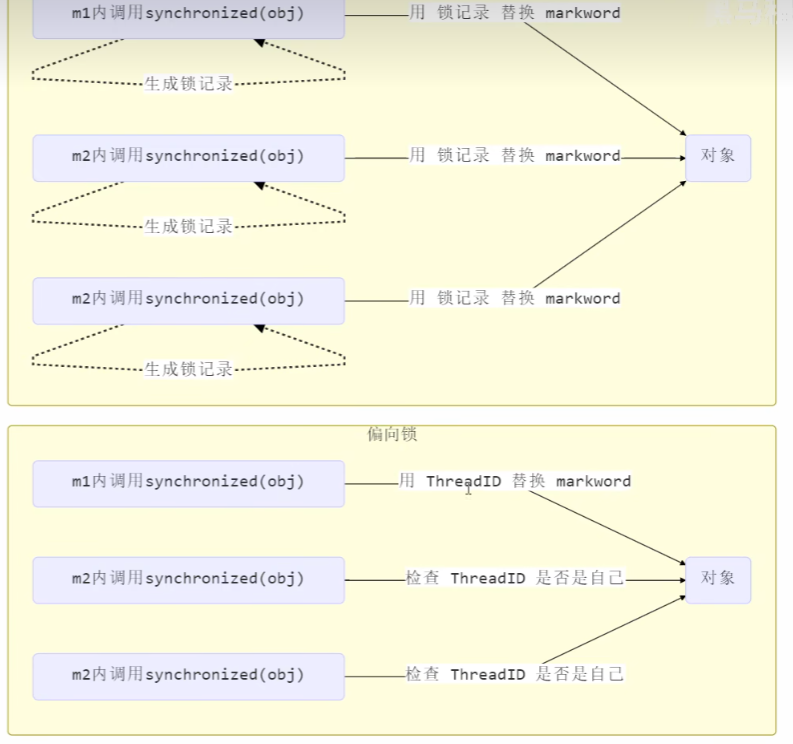 m1内调用synchronized(obj)
用 锁记录 替换 markword
生成锁记录
m2内调用synchronized(obj)
用 锁记录 替换 markword
对象
生成锁记录
m2内调用synchronized(obj)
用 锁记录 替换 markword
生成锁记录
偏向锁
m1内调用synchronized(obj)
用 ThreadID 替换 markword
m2内调用synchronized(obj)
检查 ThreadID 是否是自己
对象
m2内调用synchronized(obj)
检查 ThreadID 是否是自己